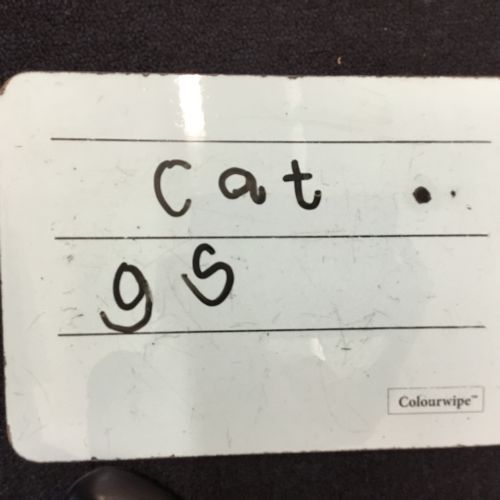 cat .
gs
Colourwipe™